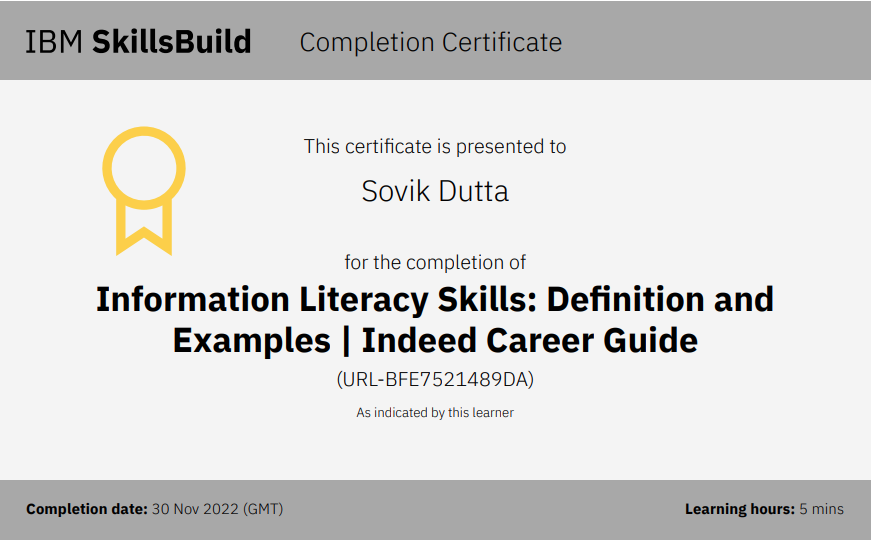 IBM SkillsBuild Completion Certificate
This certificate is presented to
Sovik Dutta
for the completion of
Information Literacy Skills: Definition and
Examples | Indeed Career Guide
(URL-BFE7521489DA)
As indicated by this learner
Completion date: 30 Nov 2022 (GMT) Learning hours: 5 mins